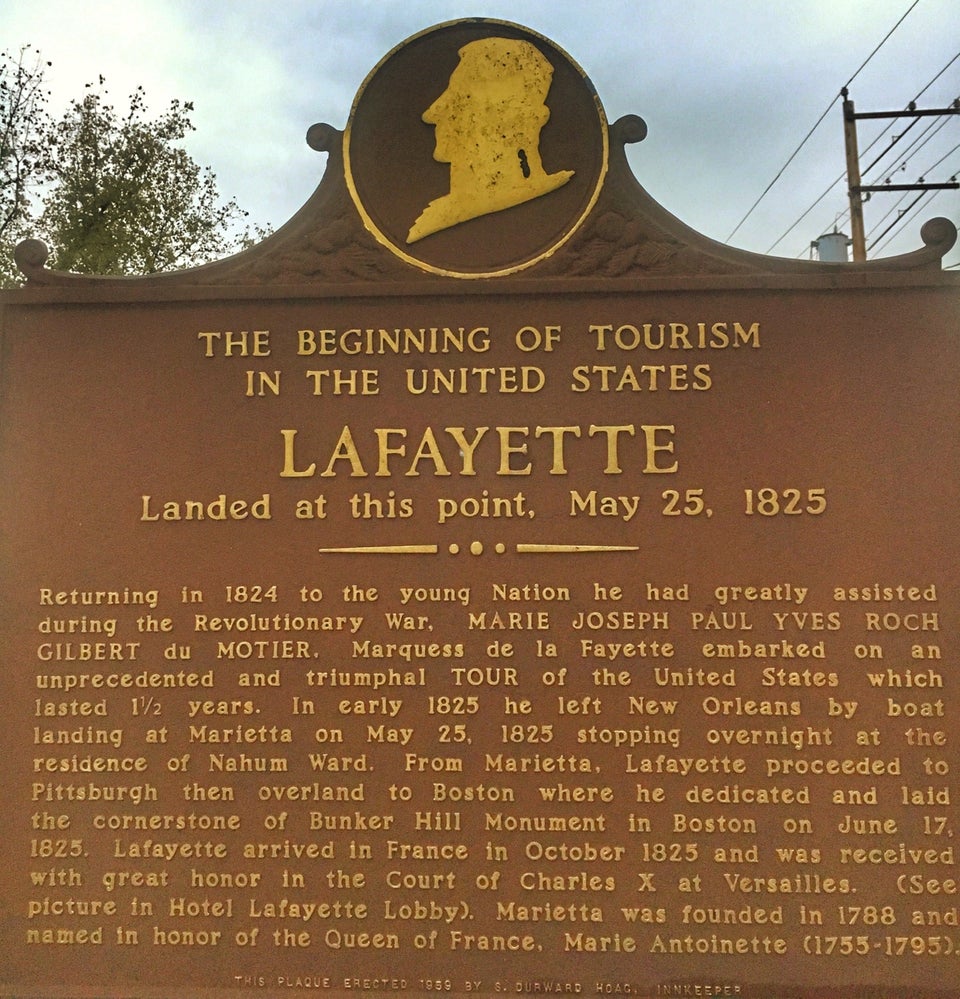 THE BEGINNING OF TOURISM
IN THE UNITED STATES
LAFAYETTE
Landed at this point, May 25, 1825
Returning in 1824 to the young Nation he had greatly assisted
during the Revolutionary War, MARIE JOSEPH PAUL YVES ROCH
GILBERT du MOTIER, Marquess de la Fayette embarked on an
unprecedented and triumphal TOUR of the United States which
lasted 1½ years. In early 1825 he left New Orleans by boat
landing at Marietta on May 25, 1825 stopping overnight at the
residence of Nahum Ward. From Marietta, Lafayette proceeded to
Pittsburgh then overland to Boston where he dedicated and laid
the cornerstone of Bunker Hill Monument in Boston on June 17,
1825. Lafayette arrived in France in October 1825 and was received
with great honor in the Court of Charles X at Versailles. (See
picture in Hotel Lafayette Lobby). Marietta was founded in 1788 and
named in honor of the Queen of France, Marie Antoinette (1755-1795).
THIS PLAQUE ERECTED 1959 BY S. DURWARD HOAG, INNKEEPER